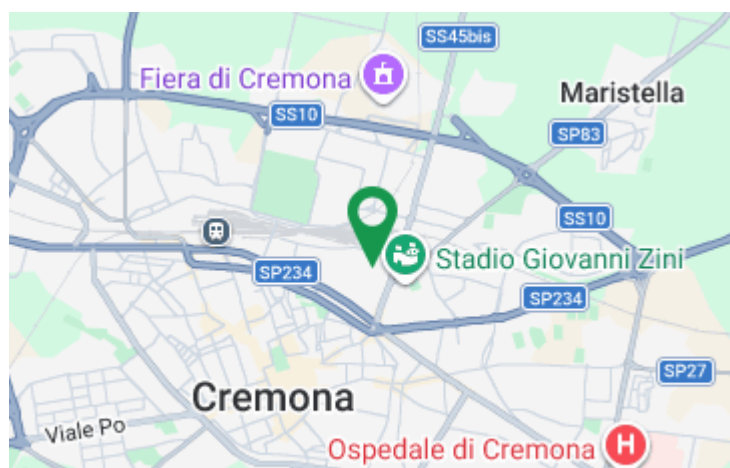 SS45bis
Fiera di Cremona
Maristella
SS10
SP83
SS10
Stadio Giovanni Zini
SP234
SP234
SP27
Cremona
Viale Po
Ospedale di Cremona
H